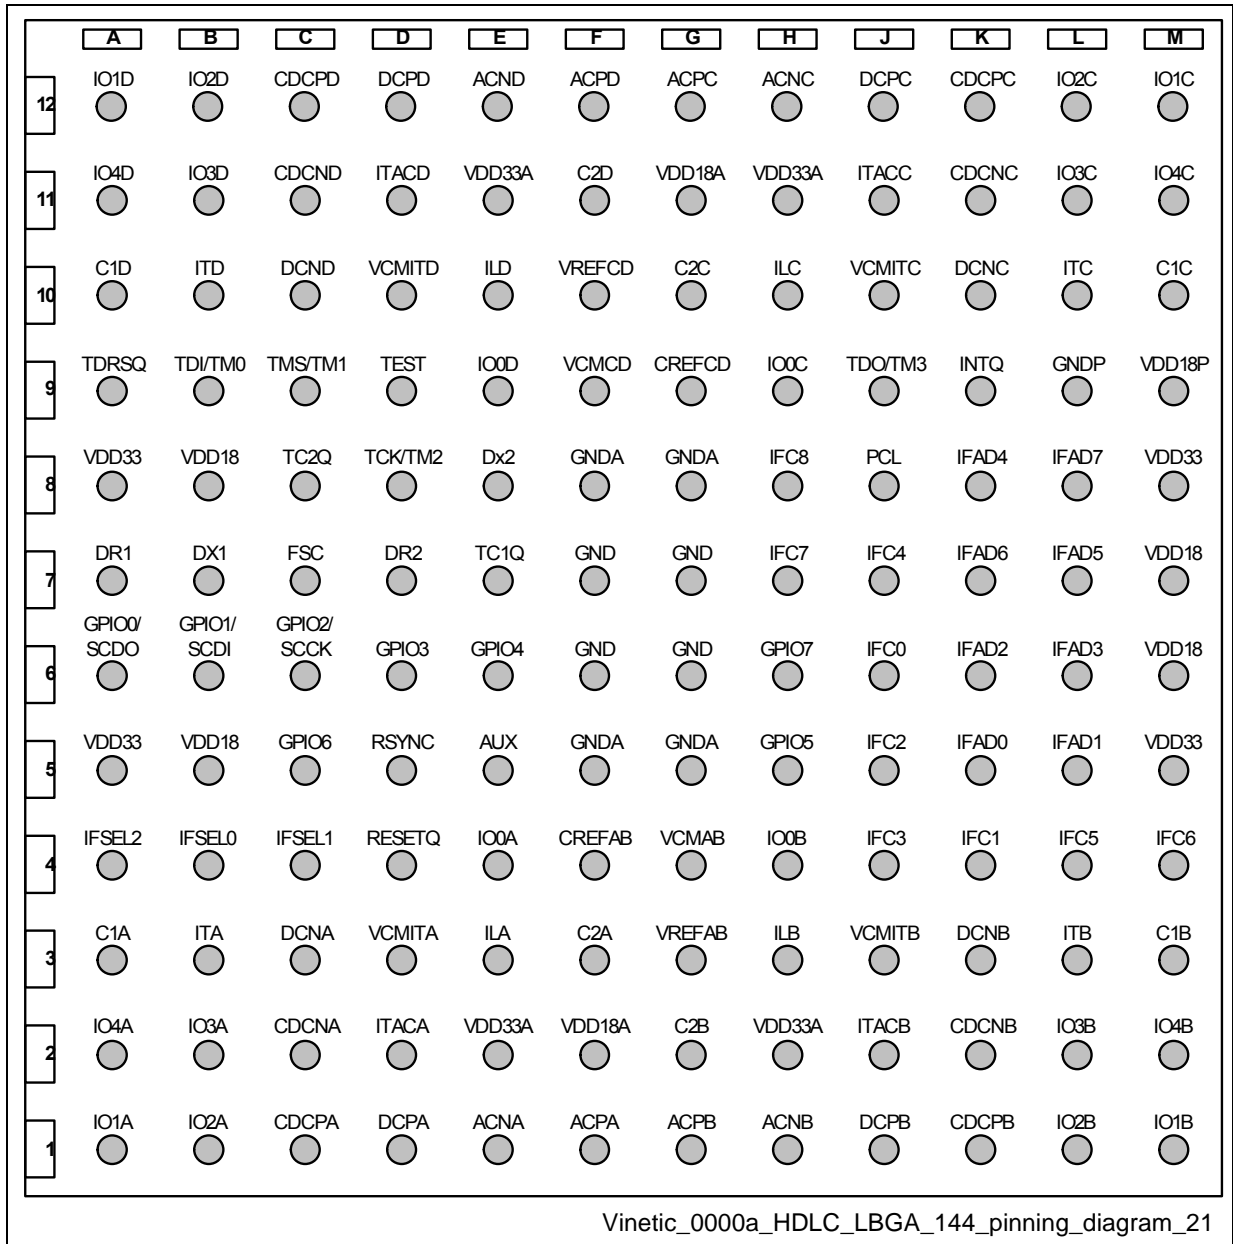 A B C D E F G H J K L M
IO1D IO2D CDCPD DCPD ACND ACPD ACPC ACNC DCPC CDCPC IO2C IO1C
12
IO4D IO3D CDCND ITACD VDD33A C2D VDD18A VDD33A ITACC CDCNC IO3C IO4C
11
C1D ITD DCND VCMITD ILD VREFCD C2C ILC VCMITC DCNC ITC C1C
10
TDRSQ TDI/TM0 TMS/TM1 TEST IO0D VCMCD CREFCD IO0C TDO/TM3 INTQ GNDP VDD18P
9
VDD33 VDD18 TC2Q TCK/TM2 Dx2 GNDA GNDA IFC8 PCL IFAD4 IFAD7 VDD33
8
DR1 DX1 FSC DR2 TC1Q GND GND IFC7 IFC4 IFAD6 IFAD5 VDD18
7
GPIO0/ GPIO1/ GPIO2/
SCDO SCDI SCCK GPIO3 GPIO4 GND GND GPIO7 IFC0 IFAD2 IFAD3 VDD18
6
VDD33 VDD18 GPIO6 RSYNC AUX GNDA GNDA GPIO5 IFC2 IFAD0 IFAD1 VDD33
5
IFSEL2 IFSEL0 IFSEL1 RESETQ IO0A CREFAB VCMAB IO0B IFC3 IFC1 IFC5 IFC6
4
C1A ITA DCNA VCMITA ILA C2A VREFAB ILB VCMITB DCNB ITB C1B
3
IO4A IO3A CDCNA ITACA VDD33A VDD18A C2B VDD33A ITACB CDCNB IO3B IO4B
2
IO1A IO2A CDCPA DCPA ACNA ACPA ACPB ACNB DCPB CDCPB IO2B IO1B
1
Vinetic_0000a_HDLC_LBGA_144_pinning_diagram_21